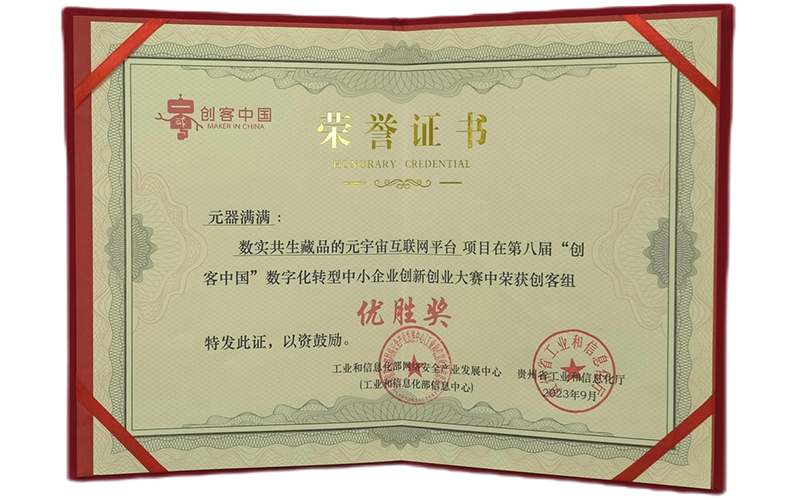 创客中国
MAKER IN CHINA
荣誉证书
HONORARY CREDENTIAL
元器满满：
数实共生藏品的元宇宙互联网平台 项目在第八届“创
客中国”数字化转型中小企业创新创业大赛中荣获创客组
优胜奖
特发此证，以资鼓励。
工业和信息化部网络安全产业发展中心
(工业和信息化部信息中心)
贵州省工业和信息化厅
2023年9月